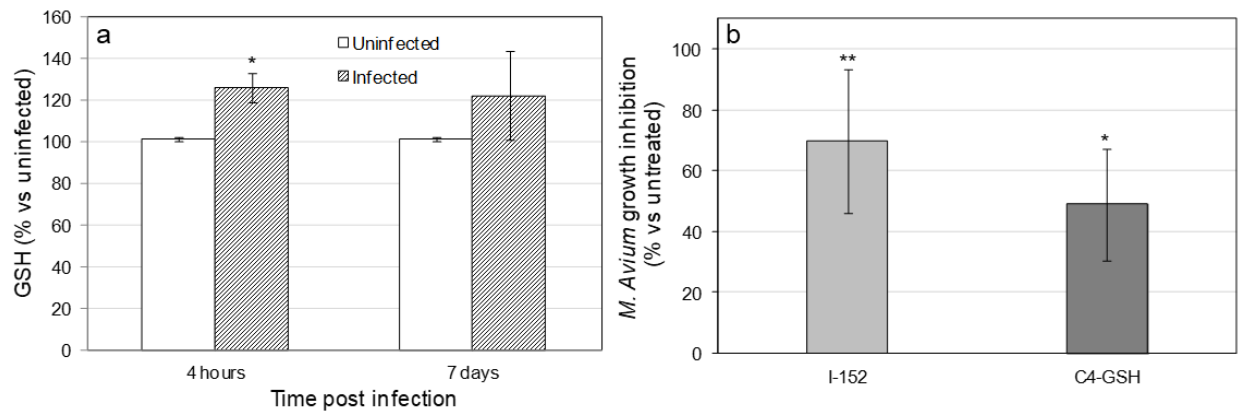 a
GSH (% vs uninfected)
160
140
120
100
80
60
40
20
0
Uninfected
Infected
*
4 hours
7 days
Time post infection
b
M. Avium growth inhibition
(% vs untreated)
100
80
60
40
20
0
**
*
I-152
C4-GSH